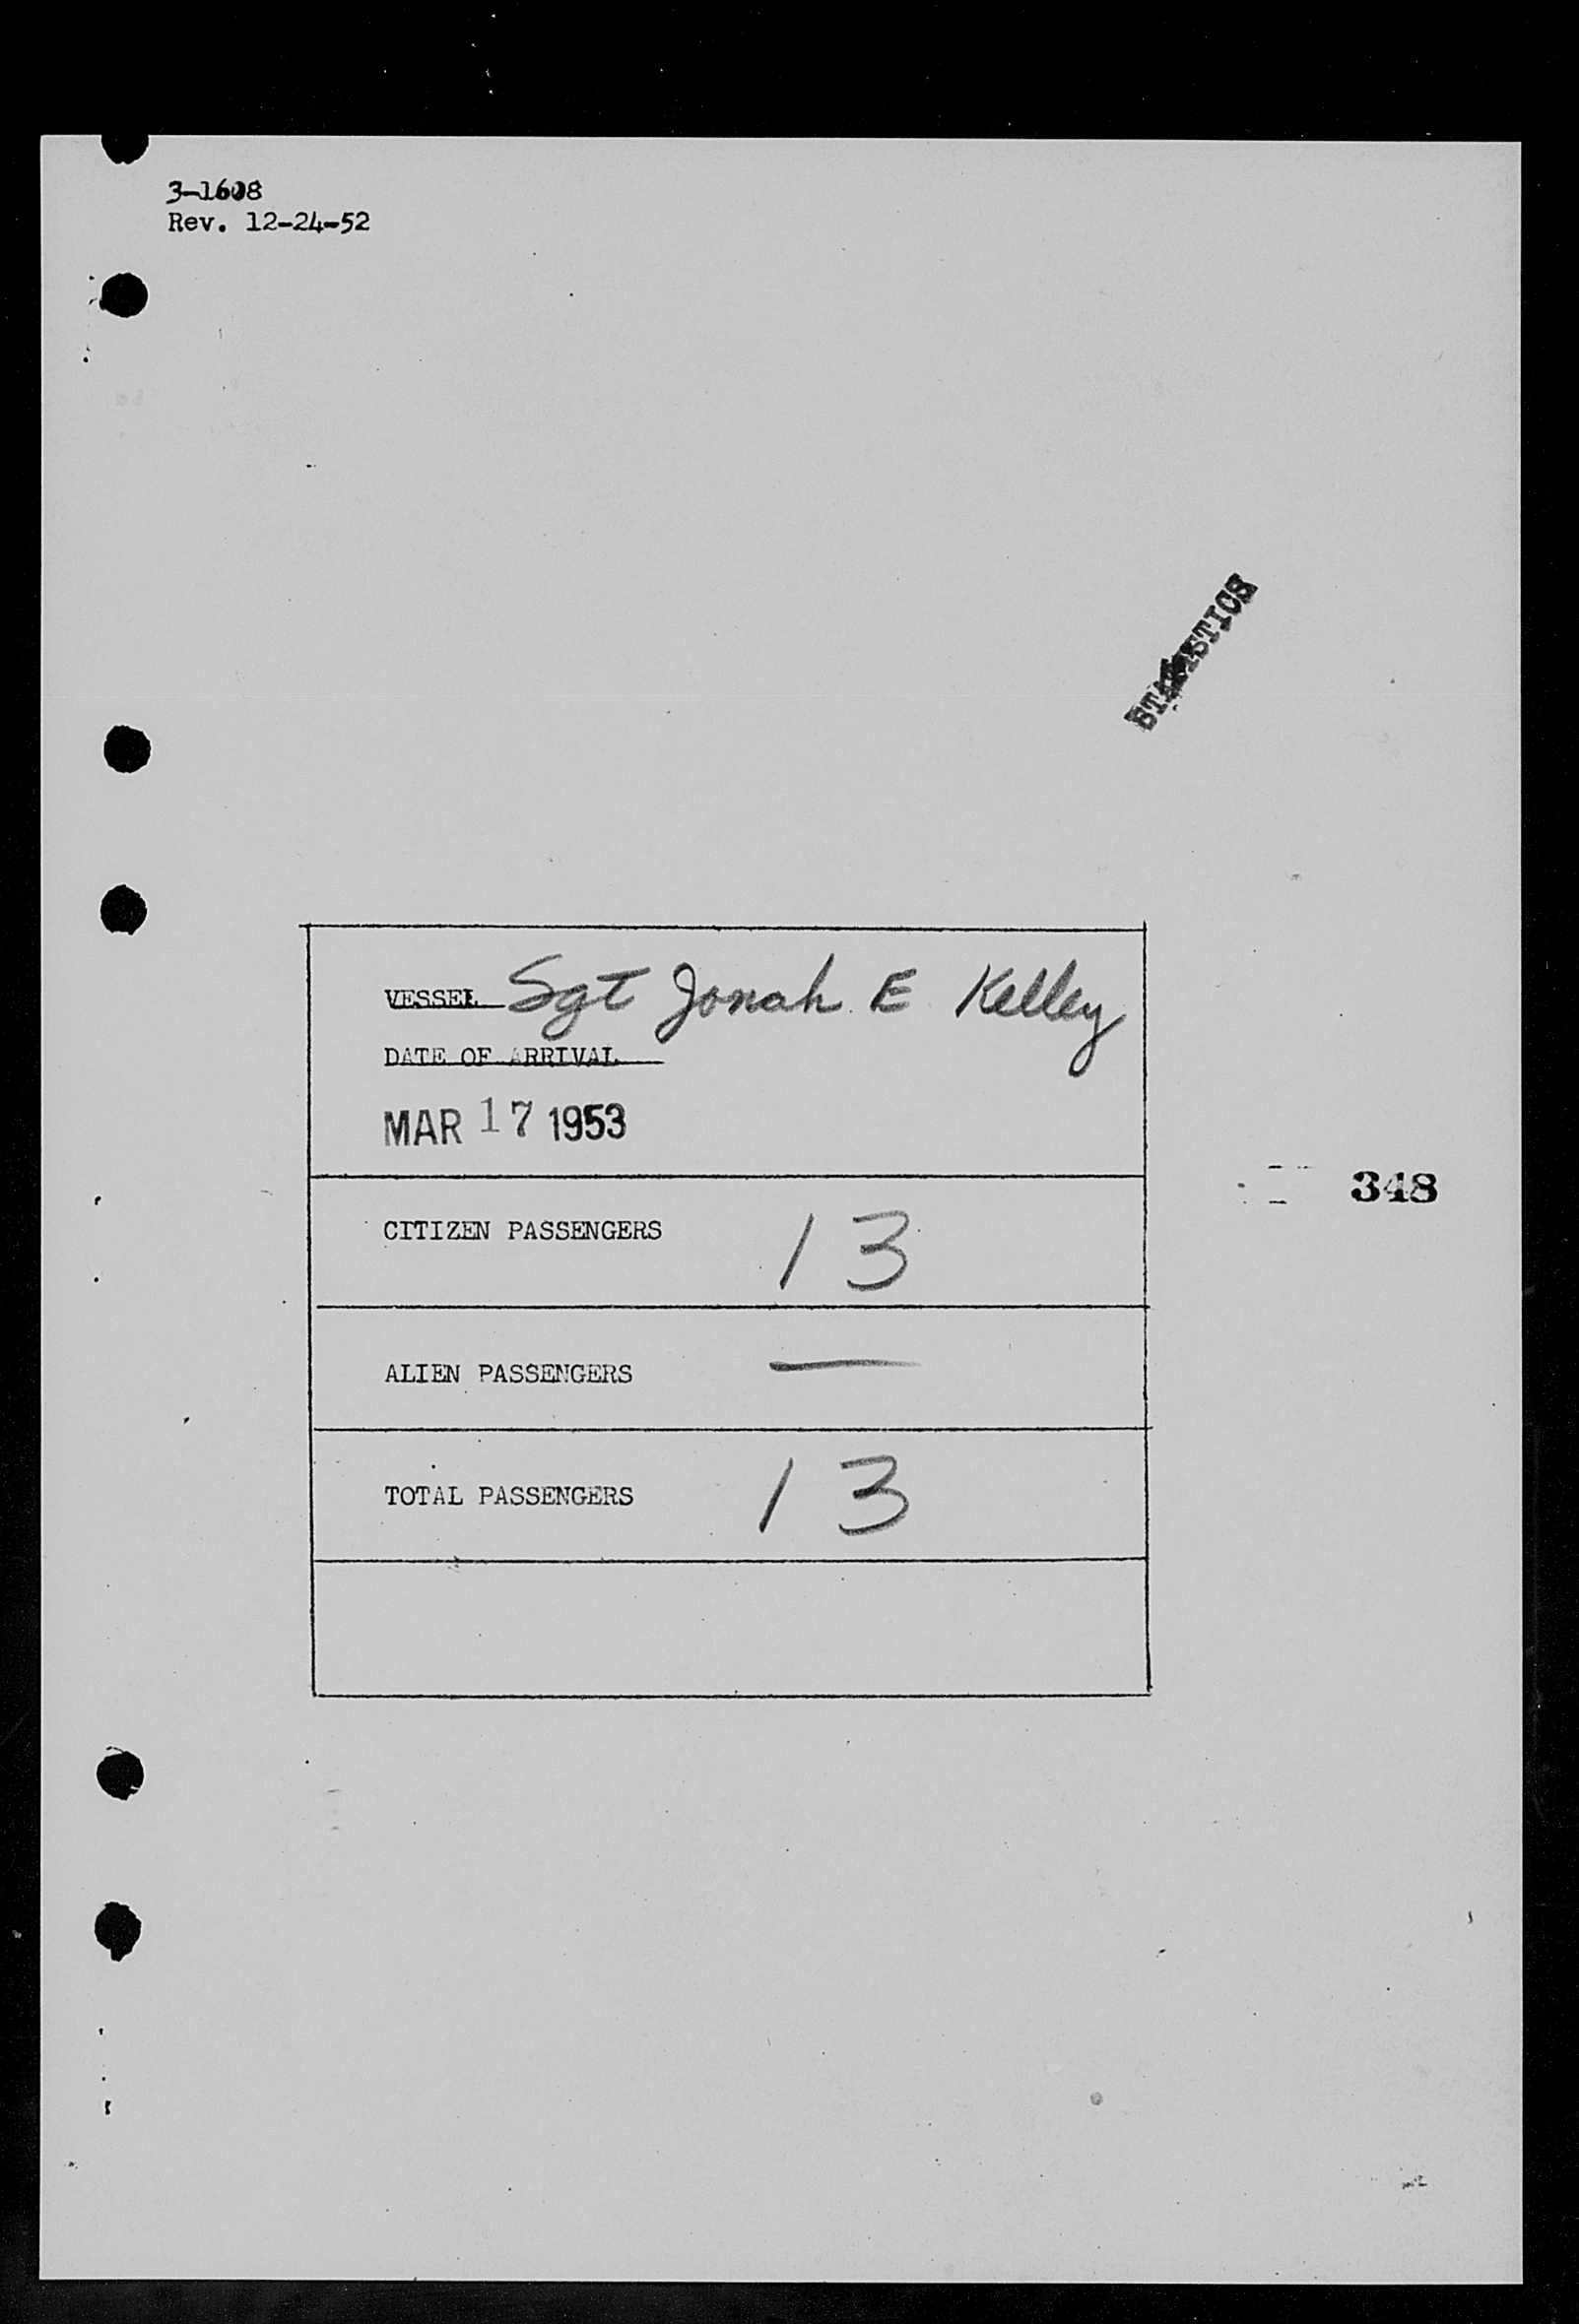 3-1608
Rev. 12-24-52
STATISTICS
VESSEL Sgt Jonah E Kelley
DATE OF ARRIVAL
MAR 17 1953
348
CITIZEN PASSENGERS 13
ALIEN PASSENGERS —
TOTAL PASSENGERS 13